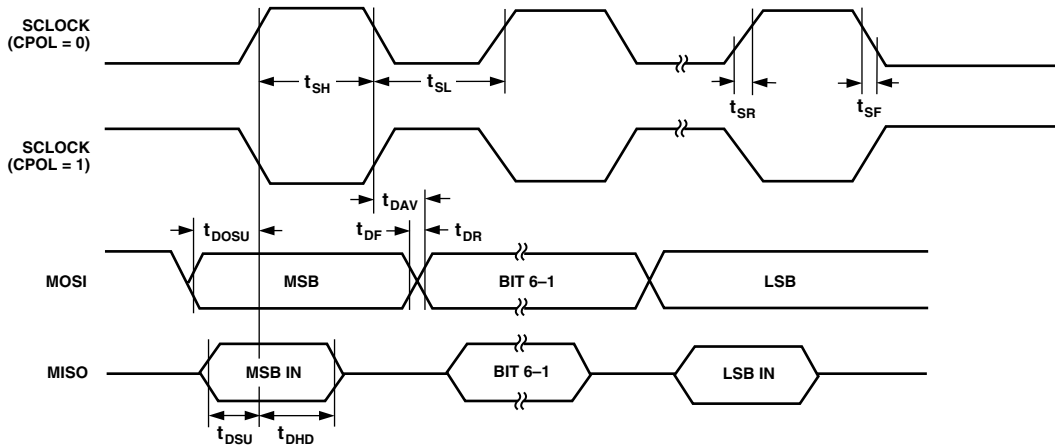 SCLOCK
(CPOL = 0)
tSH
tSL
tSR
tSF
SCLOCK
(CPOL = 1)
tDAV
tDOSU
tDF
tDR
MOSI
MSB
BIT 6–1
LSB
MISO
MSB IN
BIT 6–1
LSB IN
tDSU
tDHD